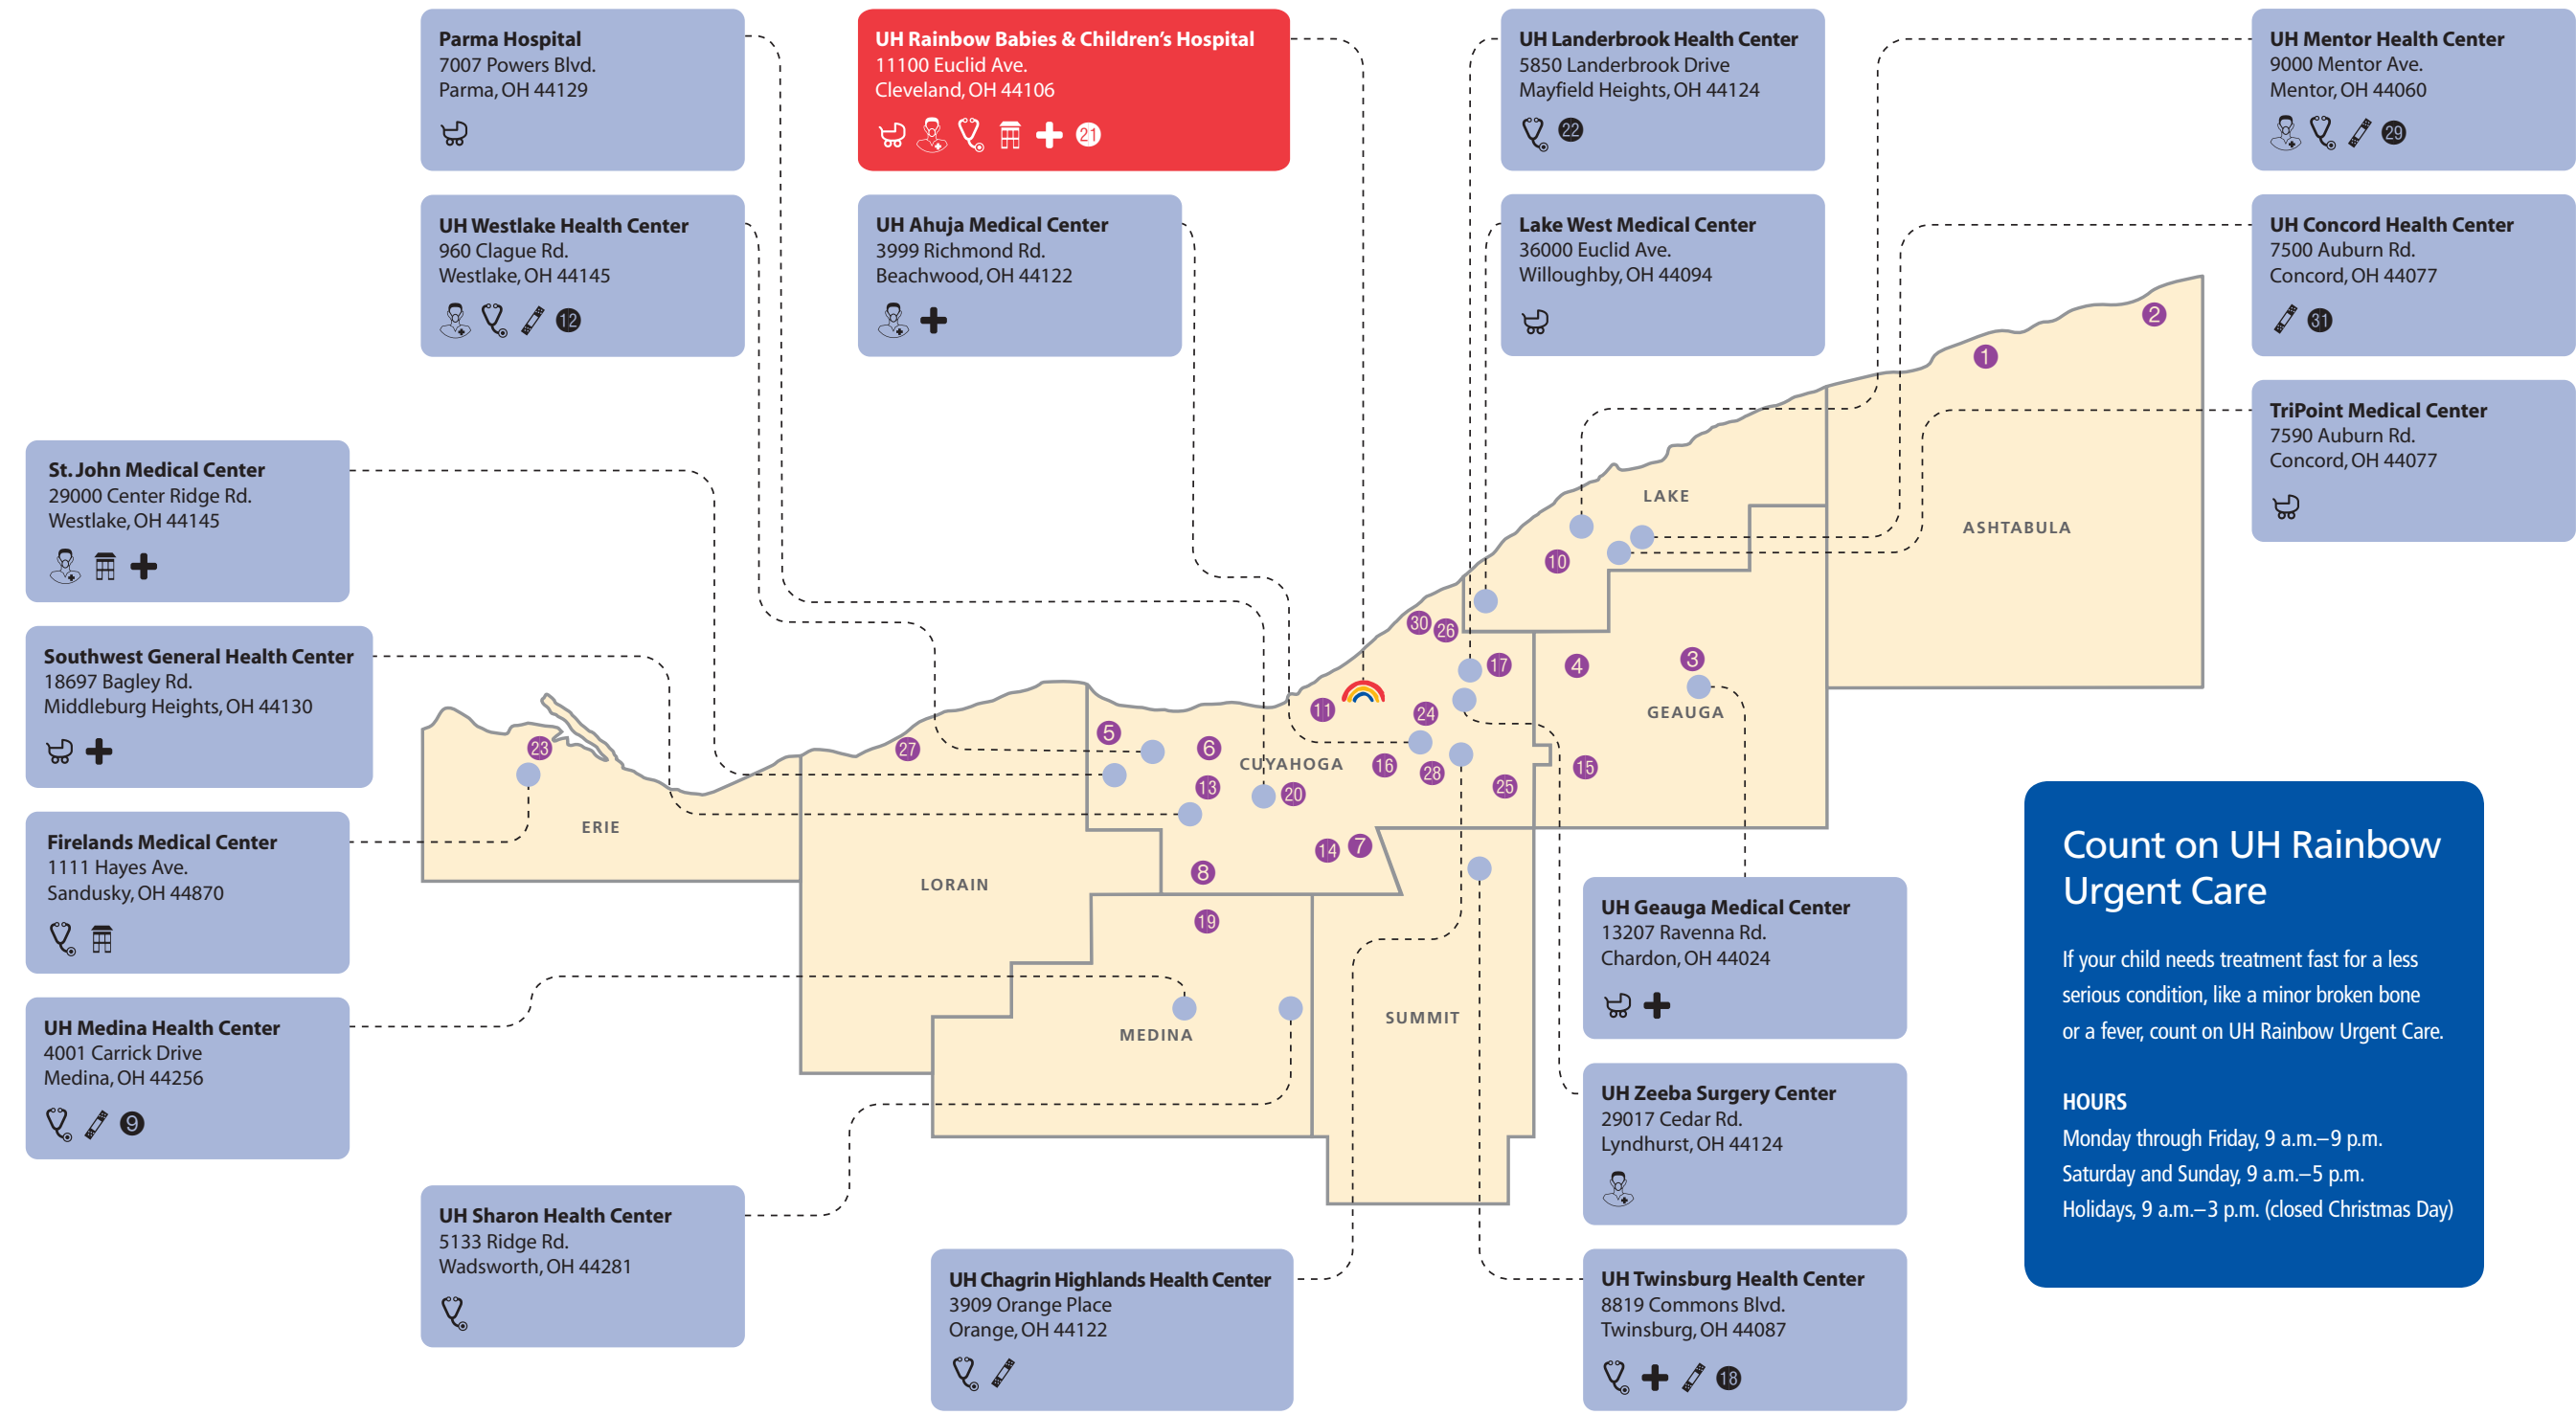 Parma Hospital
7007 Powers Blvd.
Parma, OH 44129
UH Rainbow Babies & Children's Hospital
11100 Euclid Ave.
Cleveland, OH 44106
21
UH Landerbrook Health Center
5850 Landerbrook Drive
Mayfield Heights, OH 44124
22
UH Mentor Health Center
9000 Mentor Ave.
Mentor, OH 44060
29
UH Westlake Health Center
960 Clague Rd.
Westlake, OH 44145
12
UH Ahuja Medical Center
3999 Richmond Rd.
Beachwood, OH 44122
Lake West Medical Center
36000 Euclid Ave.
Willoughby, OH 44094
UH Concord Health Center
7500 Auburn Rd.
Concord, OH 44077
31
TriPoint Medical Center
7590 Auburn Rd.
Concord, OH 44077
St. John Medical Center
29000 Center Ridge Rd.
Westlake, OH 44145
Southwest General Health Center
18697 Bagley Rd.
Middleburg Heights, OH 44130
Firelands Medical Center
1111 Hayes Ave.
Sandusky, OH 44870
UH Medina Health Center
4001 Carrick Drive
Medina, OH 44256
9
UH Sharon Health Center
5133 Ridge Rd.
Wadsworth, OH 44281
UH Chagrin Highlands Health Center
3909 Orange Place
Orange, OH 44122
UH Geauga Medical Center
13207 Ravenna Rd.
Chardon, OH 44024
UH Zeeba Surgery Center
29017 Cedar Rd.
Lyndhurst, OH 44124
UH Twinsburg Health Center
8819 Commons Blvd.
Twinsburg, OH 44087
18
2
1
LAKE
ASHTABULA
10
30
26
17
4
3
GEAUGA
11
24
5
6
27
23
CUYAHOGA
16
28
15
25
13
20
ERIE
14
7
8
LORAIN
19
SUMMIT
MEDINA
Count on UH Rainbow
Urgent Care
If your child needs treatment fast for a less
serious condition, like a minor broken bone
or a fever, count on UH Rainbow Urgent Care.
HOURS
Monday through Friday, 9 a.m.–9 p.m.
Saturday and Sunday, 9 a.m.–5 p.m.
Holidays, 9 a.m.–3 p.m. (closed Christmas Day)